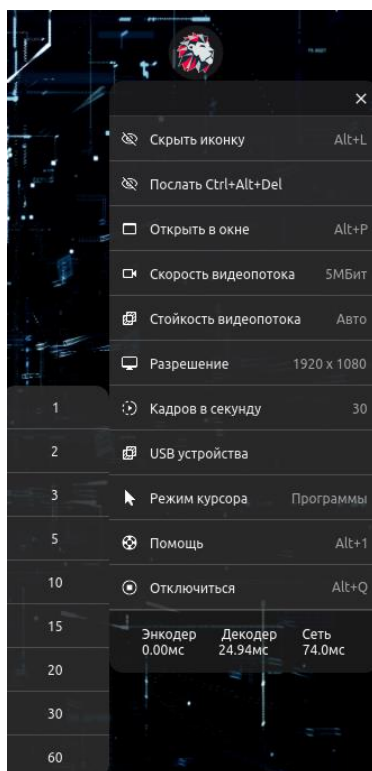 ×
Скрыть иконку Alt+L
Послать Ctrl+Alt+Del
Открыть в окне Alt+P
Скорость видеопотока 5МБит
Стойкость видеопотока Авто
Разрешение 1920 x 1080
Кадров в секунду 30
USB устройства
Режим курсора Программы
Помощь Alt+1
Отключиться Alt+Q
Энкодер Декодер Сеть
0.00мс 24.94мс 74.0мс
1
2
3
5
10
15
20
30
60